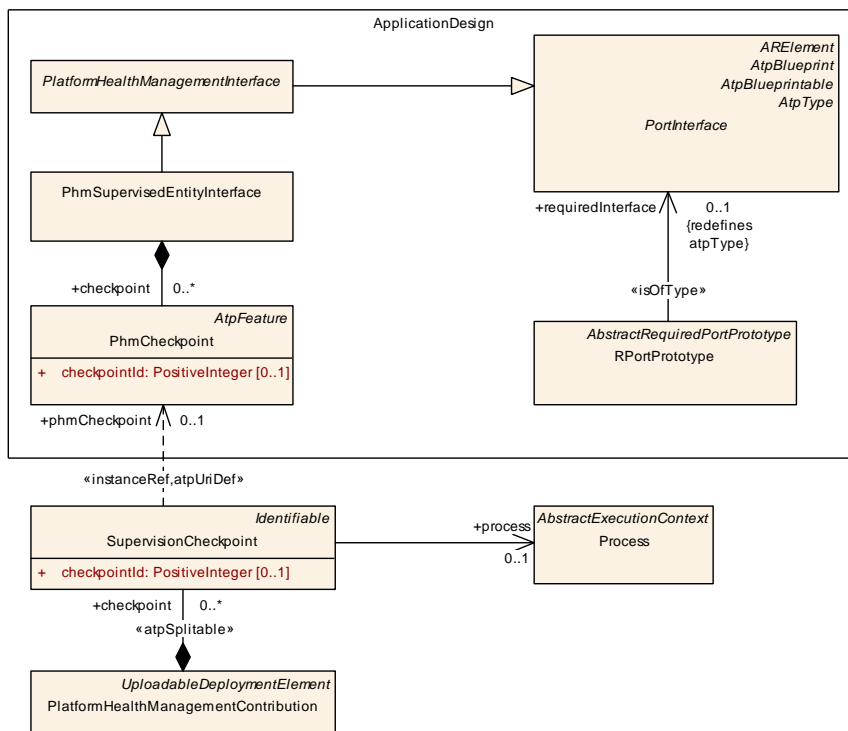 ApplicationDesign
PlatformHealthManagementInterface
ARElement
AtpBlueprint
AtpBlueprintable
AtpType
PortInterface
PhmSupervisedEntityInterface
+requiredInterface 0..1
{redefines
atpType}
+checkpoint 0..*
«isOfType»
AtpFeature
PhmCheckpoint
+ checkpointId: PositiveInteger [0..1]
AbstractRequiredPortPrototype
RPortPrototype
+phmCheckpoint 0..1
«instanceRef,atpUriDef»
Identifiable
SupervisionCheckpoint
+ checkpointId: PositiveInteger [0..1]
+process
0..1
AbstractExecutionContext
Process
+checkpoint 0..*
«atpSplitable»
UploadableDeploymentElement
PlatformHealthManagementContribution